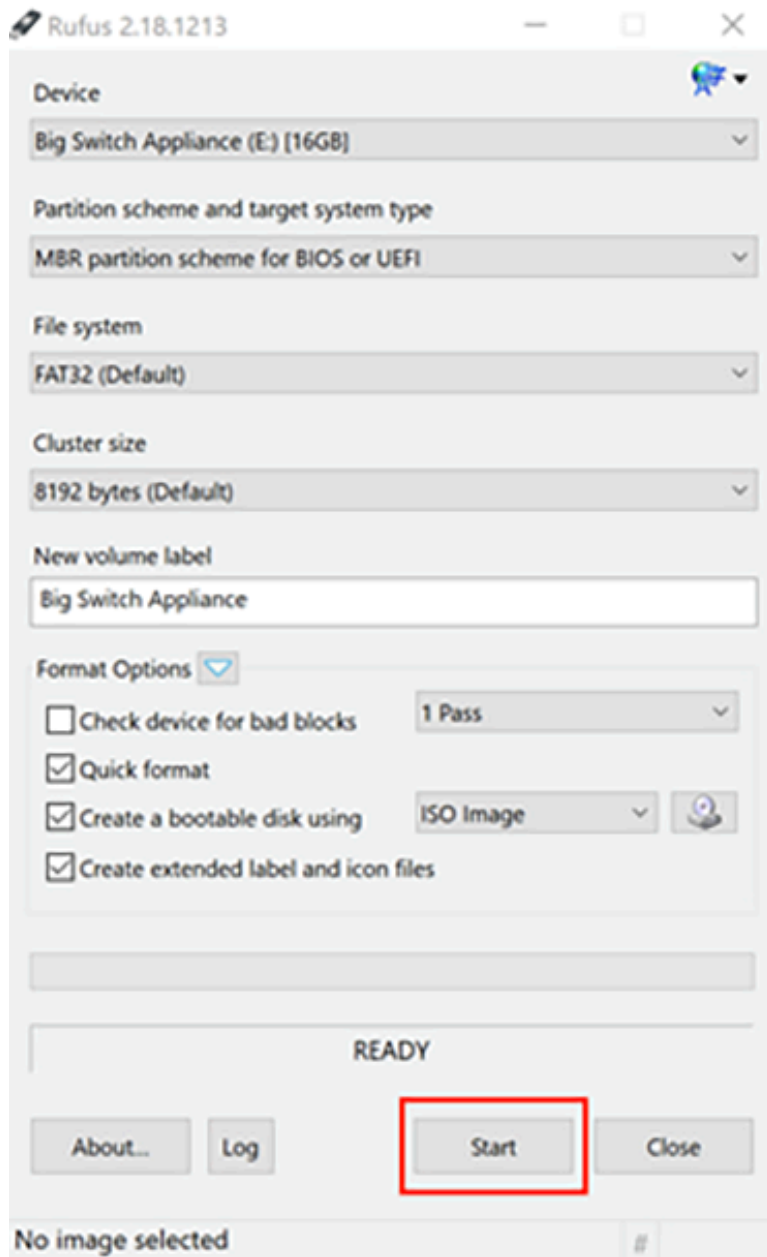 Rufus 2.18.1213
Device
Big Switch Appliance (E:) [16GB]
Partition scheme and target system type
MBR partition scheme for BIOS or UEFI
File system
FAT32 (Default)
Cluster size
8192 bytes (Default)
New volume label
Big Switch Appliance
Format Options
Check device for bad blocks 1 Pass
Quick format
Create a bootable disk using ISO Image
Create extended label and icon files
READY
About... Log Start Close
No image selected #